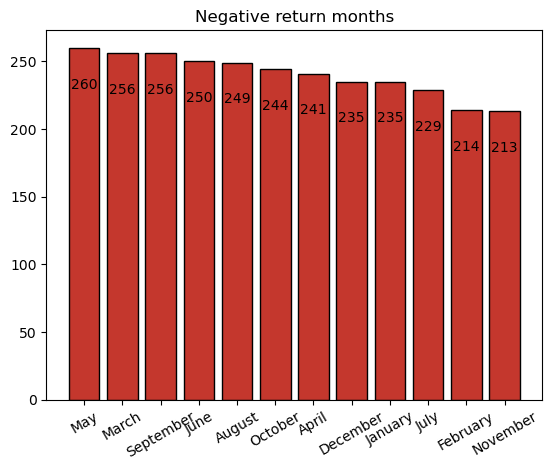 Negative return months
250
200
150
100
50
0
260
256
256
250
249
244
241
235
235
229
214
213
May
March
September
June
August
October
April
December
January
July
February
November